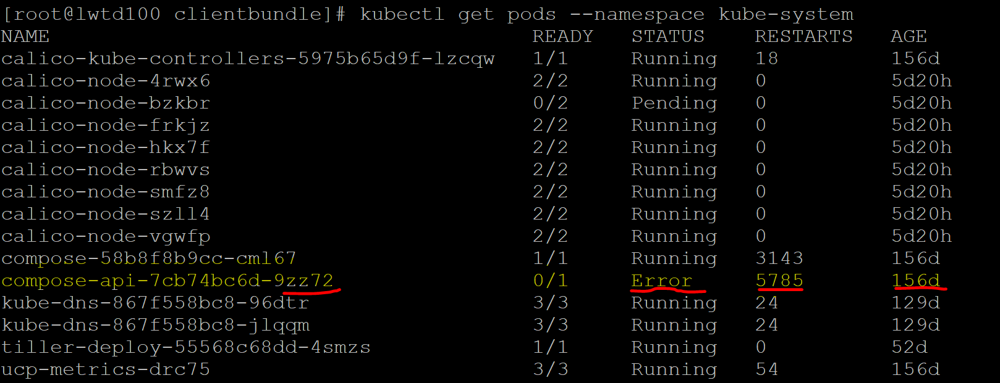 [root@lwtd100 clientbundle]# kubectl get pods --namespace kube-system
NAME READY STATUS RESTARTS AGE
calico-kube-controllers-5975b65d9f-lzcqw 1/1 Running 18 156d
calico-node-4rwx6 2/2 Running 0 5d20h
calico-node-bzkbr 0/2 Pending 0 5d20h
calico-node-frkjz 2/2 Running 0 5d20h
calico-node-hkx7f 2/2 Running 0 5d20h
calico-node-rbwvs 2/2 Running 0 5d20h
calico-node-smfz8 2/2 Running 0 5d20h
calico-node-szll4 2/2 Running 0 5d20h
calico-node-vgwfp 2/2 Running 0 5d20h
compose-58b8f8b9cc-cml67 1/1 Running 3143 156d
compose-api-7cb74bc6d-9zz72 0/1 Error 5785 156d
kube-dns-867f558bc8-96dtr 3/3 Running 24 129d
kube-dns-867f558bc8-jlqqm 3/3 Running 24 129d
tiller-deploy-55568c68dd-4smzs 1/1 Running 0 52d
ucp-metrics-drc75 3/3 Running 54 156d